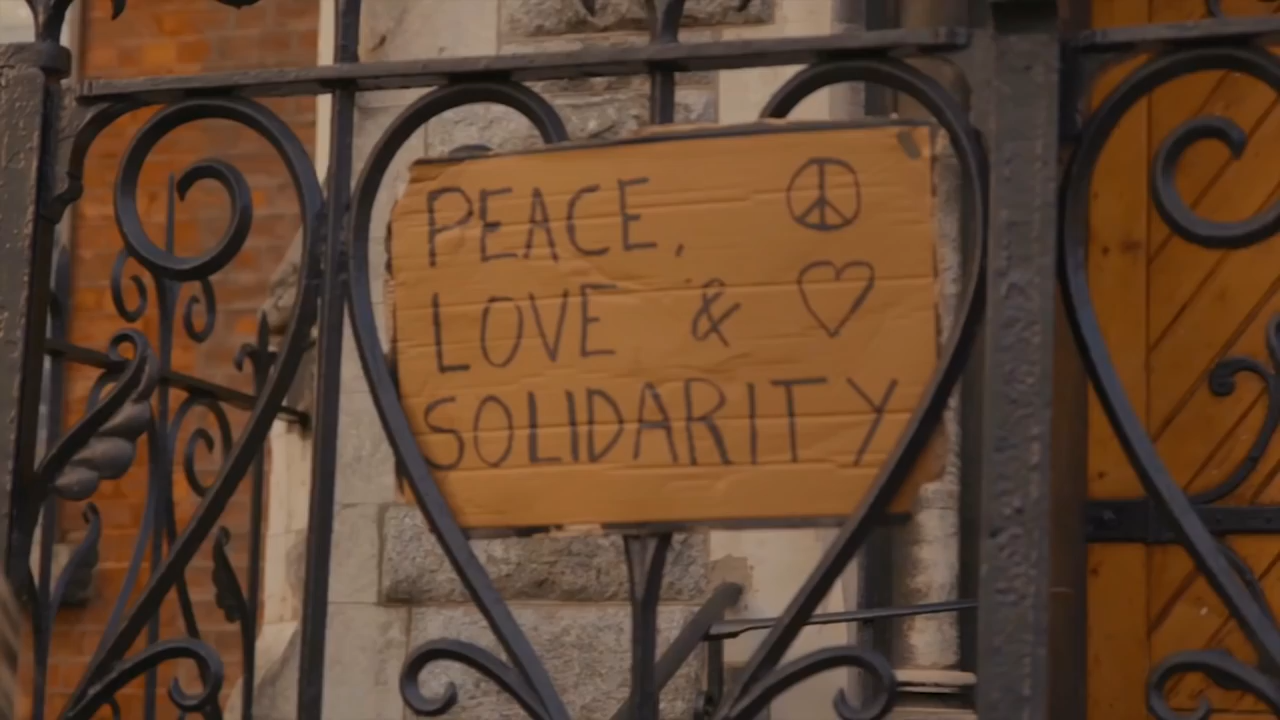 PEACE, ☮
LOVE & ♡
SOLIDARITY